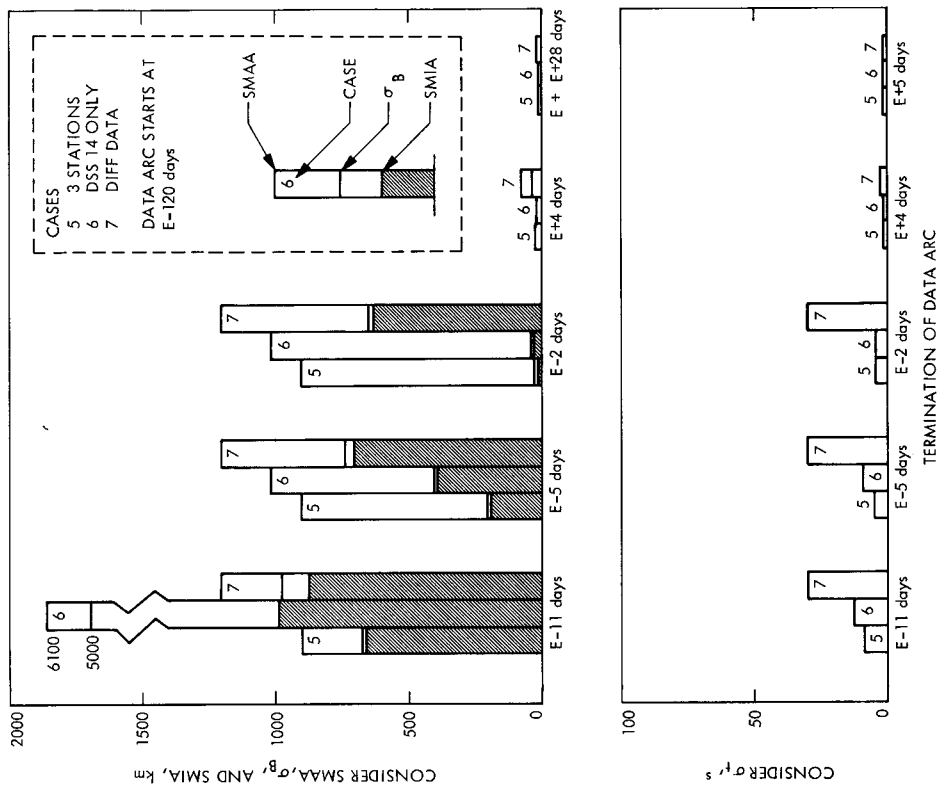 CONSIDER SMAA, σB, AND SMIA, km
2000
1500
1000
500
0
CASES
5 3 STATIONS
6 DSS 14 ONLY
7 DIFF DATA
DATA ARC STARTS AT
E-120 days
6
SMAA
CASE
σB
SMIA
6100
5000
5 6 7
E-11 days
5 6 7
E-5 days
5 6 7
E-2 days
5 6 7
E+4 days
5 6 7
E + E+28 days
CONSIDER σt, s
100
50
0
5 6 7
E-11 days
5 6 7
E-5 days
5 6 7
E-2 days
5 6 7
E+4 days
5 6 7
E+5 days
TERMINATION OF DATA ARC